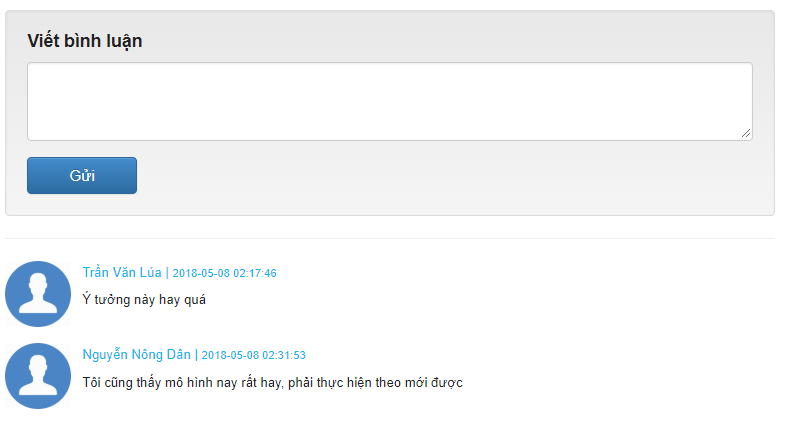 Viết bình luận
Gửi
Trần Văn Lúa | 2018-05-08 02:17:46
Ý tưởng này hay quá
Nguyễn Nông Dân | 2018-05-08 02:31:53
Tôi cũng thấy mô hình nay rất hay, phải thực hiện theo mới được